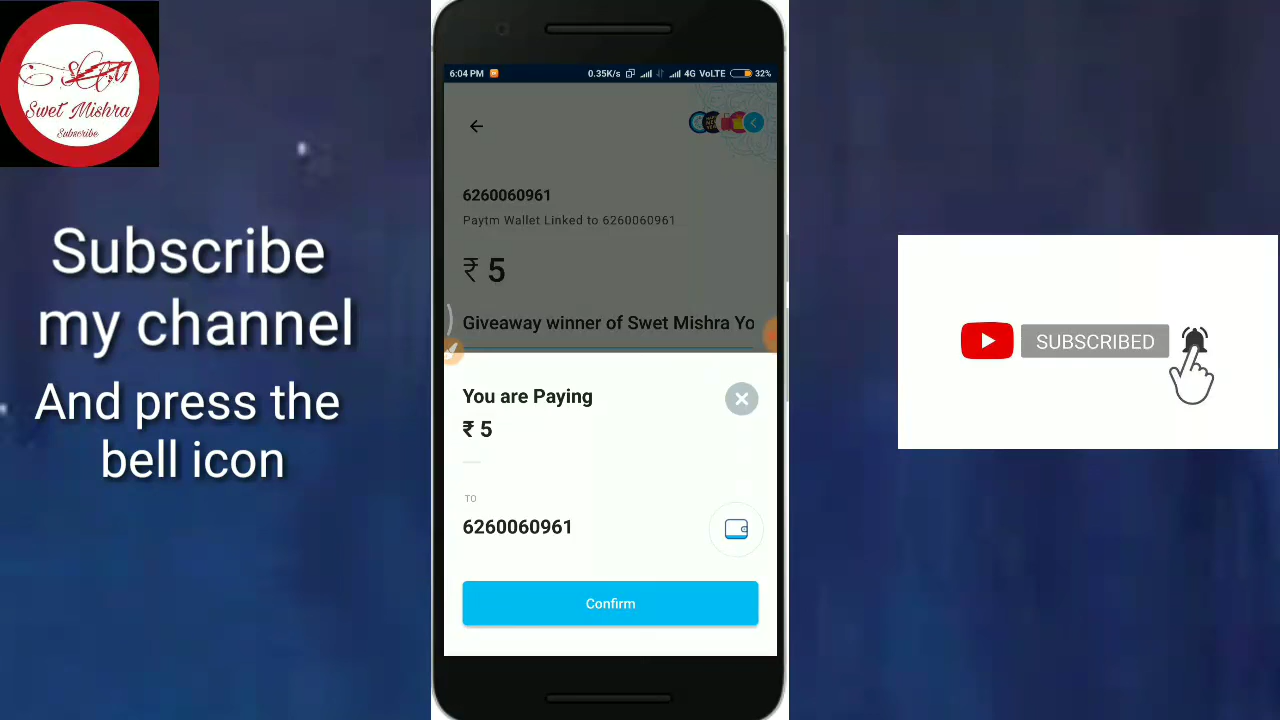 Swet Mishra
Subscribe
Subscribe
my channel
And press the
bell icon
6:04 PM
0.35K/s
4G VoLTE
32%
6260060961
Paytm Wallet Linked to 6260060961
₹ 5
Giveaway winner of Swet Mishra Yo
You are Paying
₹ 5
TO
6260060961
Confirm
SUBSCRIBED